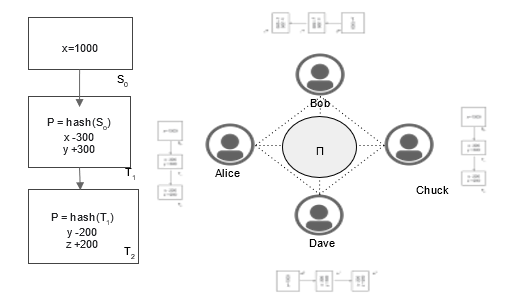 x=1000
S₀
P = hash(S₀)
x -300
y +300
T₁
P = hash(T₁)
y -200
z +200
T₂
Bob
Alice
Π
Chuck
Dave